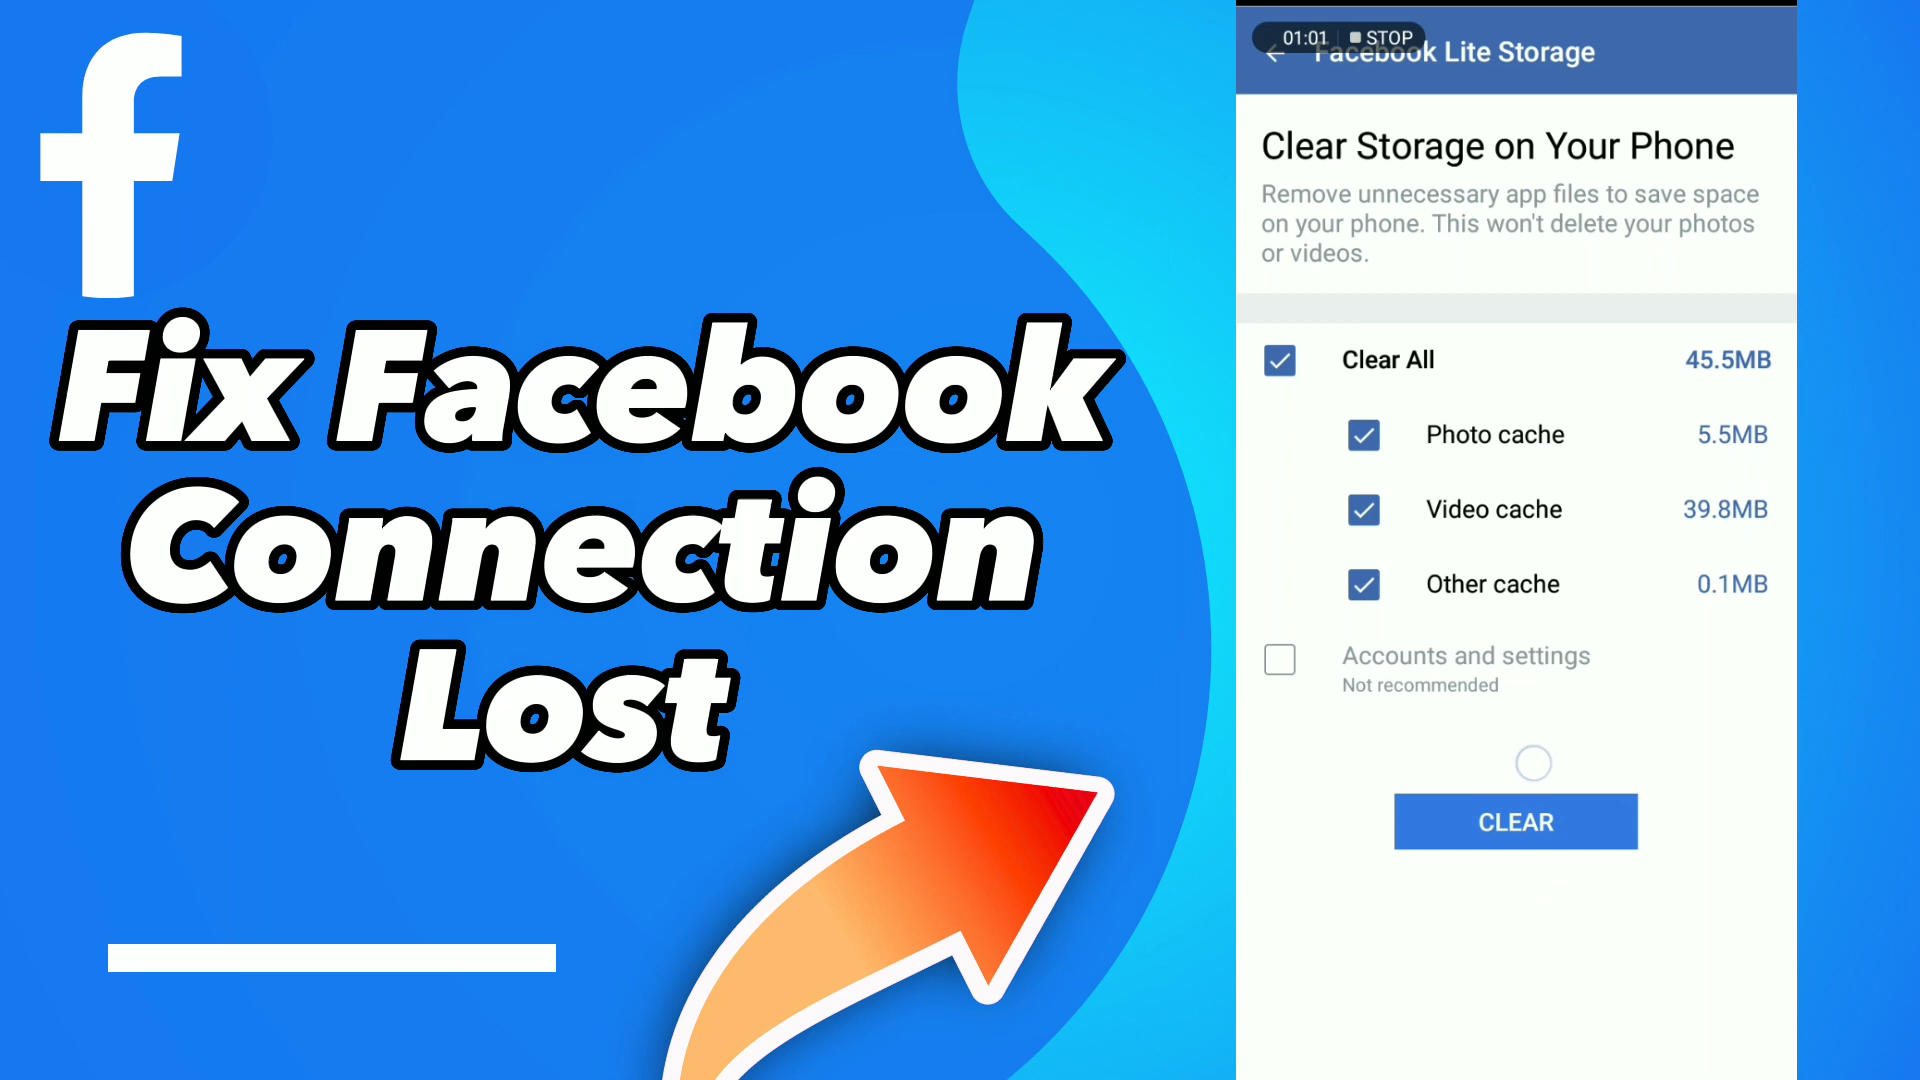 Fix Facebook
Connection
Lost
01:01 STOP
Facebook Lite Storage
Clear Storage on Your Phone
Remove unnecessary app files to save space
on your phone. This won't delete your photos
or videos.
Clear All 45.5MB
Photo cache 5.5MB
Video cache 39.8MB
Other cache 0.1MB
Accounts and settings
Not recommended
CLEAR